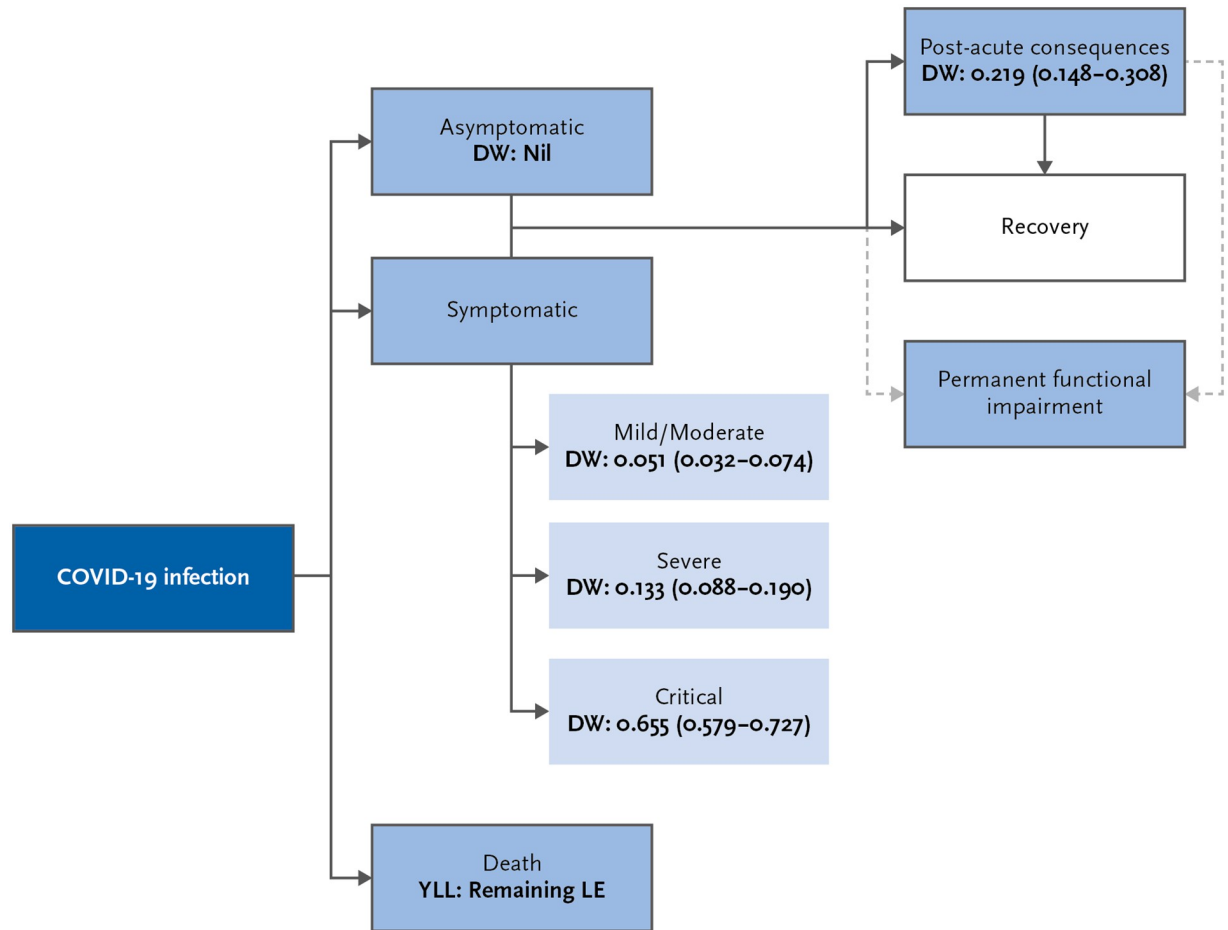 Post-acute consequences
DW: 0.219 (0.148–0.308)
Asymptomatic
DW: Nil
Recovery
Symptomatic
Permanent functional
impairment
Mild/Moderate
DW: 0.051 (0.032–0.074)
COVID-19 infection
Severe
DW: 0.133 (0.088–0.190)
Critical
DW: 0.655 (0.579–0.727)
Death
YLL: Remaining LE